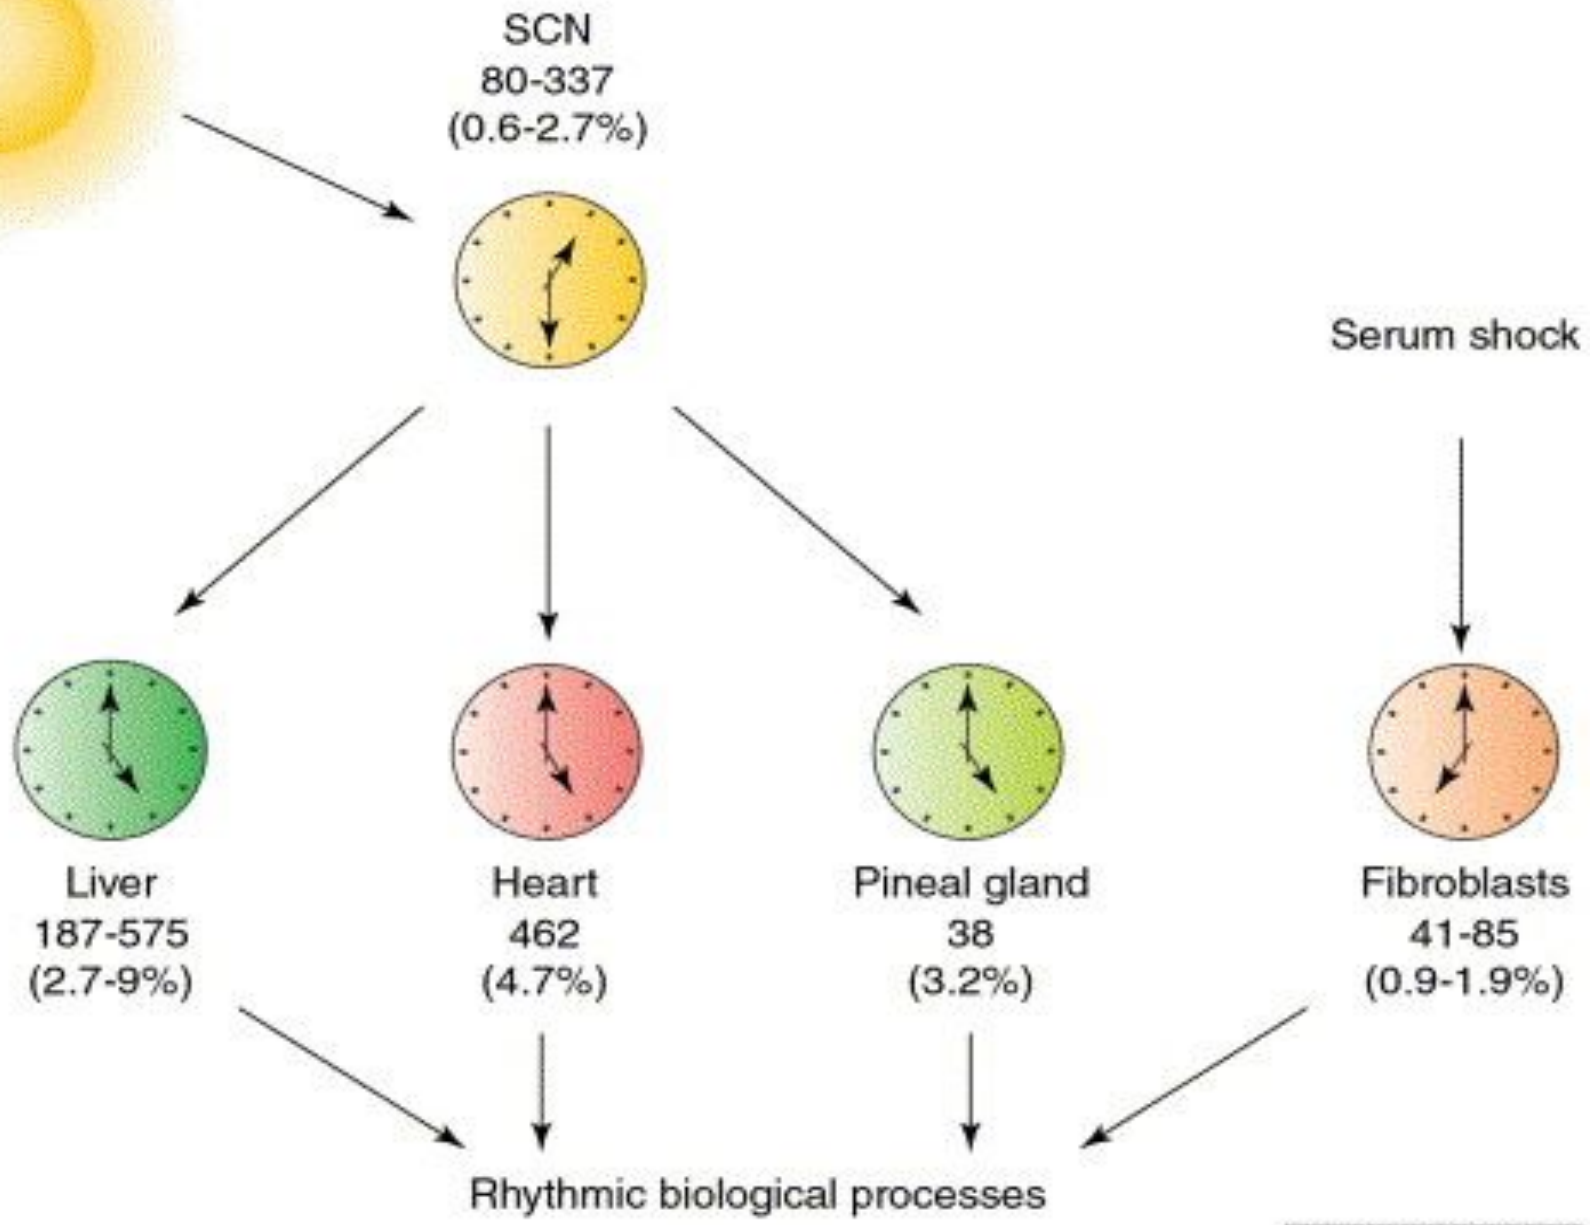 SCN
80-337
(0.6-2.7%)
Serum shock
Liver
187-575
(2.7-9%)
Heart
462
(4.7%)
Pineal gland
38
(3.2%)
Fibroblasts
41-85
(0.9-1.9%)
Rhythmic biological processes